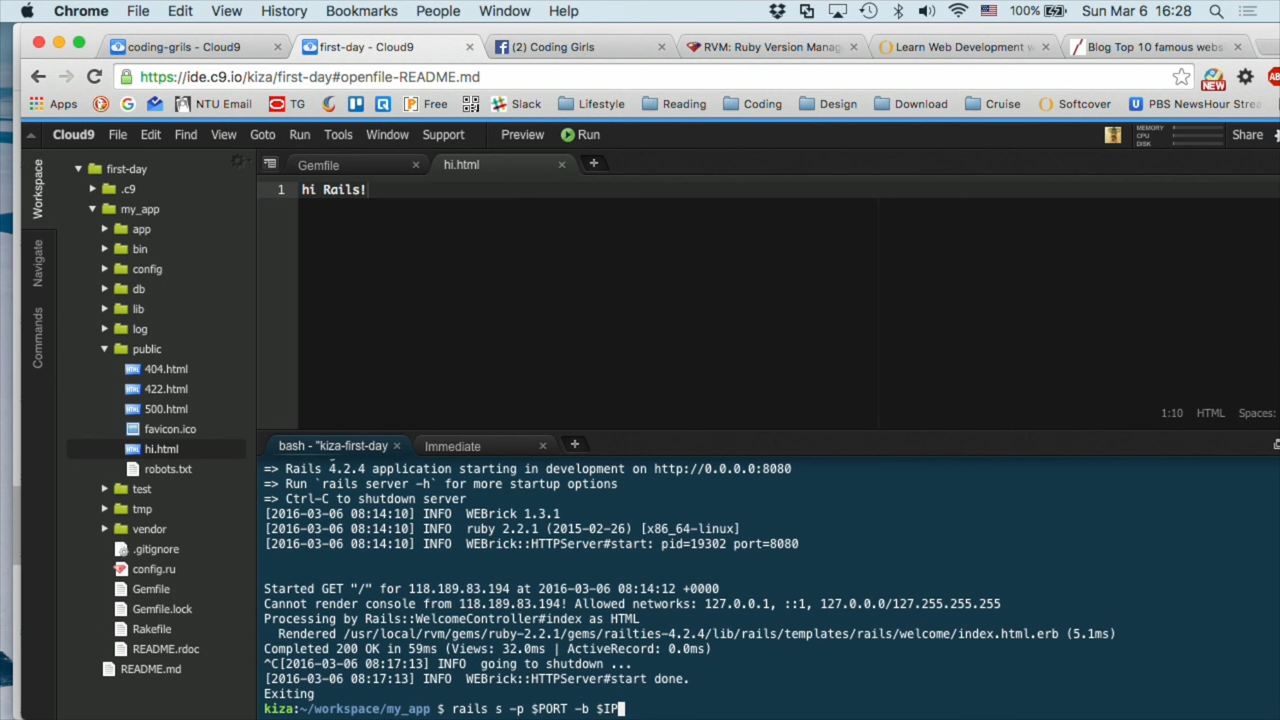 Chrome File Edit View History Bookmarks People Window Help 100% Sun Mar 6 16:28
coding-grils - Cloud9 first-day - Cloud9 (2) Coding Girls RVM: Ruby Version Manag Learn Web Development w Blog Top 10 famous webs
https://ide.c9.io/kiza/first-day#openfile-README.md NEW
Apps NTU Email TG Free Slack Lifestyle Reading Coding Design Download Cruise Softcover PBS NewsHour Strea
Cloud9 File Edit Find View Goto Run Tools Window Support Preview Run MEMORY CPU DISK Share
Workspace
Navigate
Commands
first-day
.c9
my_app
app
bin
config
db
lib
log
public
404.html
422.html
500.html
favicon.ico
hi.html
robots.txt
test
tmp
vendor
.gitignore
config.ru
Gemfile
Gemfile.lock
Rakefile
README.rdoc
README.md
Gemfile hi.html
1 hi Rails!
1:10 HTML Spaces:
bash - "kiza-first-day Immediate
=> Rails 4.2.4 application starting in development on http://0.0.0.0:8080
=> Run `rails server -h` for more startup options
=> Ctrl-C to shutdown server
[2016-03-06 08:14:10] INFO  WEBrick 1.3.1
[2016-03-06 08:14:10] INFO  ruby 2.2.1 (2015-02-26) [x86_64-linux]
[2016-03-06 08:14:10] INFO  WEBrick::HTTPServer#start: pid=19302 port=8080
Started GET "/" for 118.189.83.194 at 2016-03-06 08:14:12 +0000
Cannot render console from 118.189.83.194! Allowed networks: 127.0.0.1, ::1, 127.0.0.0/127.255.255.255
Processing by Rails::WelcomeController#index as HTML
  Rendered /usr/local/rvm/gems/ruby-2.2.1/gems/railties-4.2.4/lib/rails/templates/rails/welcome/index.html.erb (5.1ms)
Completed 200 OK in 59ms (Views: 32.0ms | ActiveRecord: 0.0ms)
^C[2016-03-06 08:17:13] INFO  going to shutdown ...
[2016-03-06 08:17:13] INFO  WEBrick::HTTPServer#start done.
Exiting
kiza:~/workspace/my_app $ rails s -p $PORT -b $IP